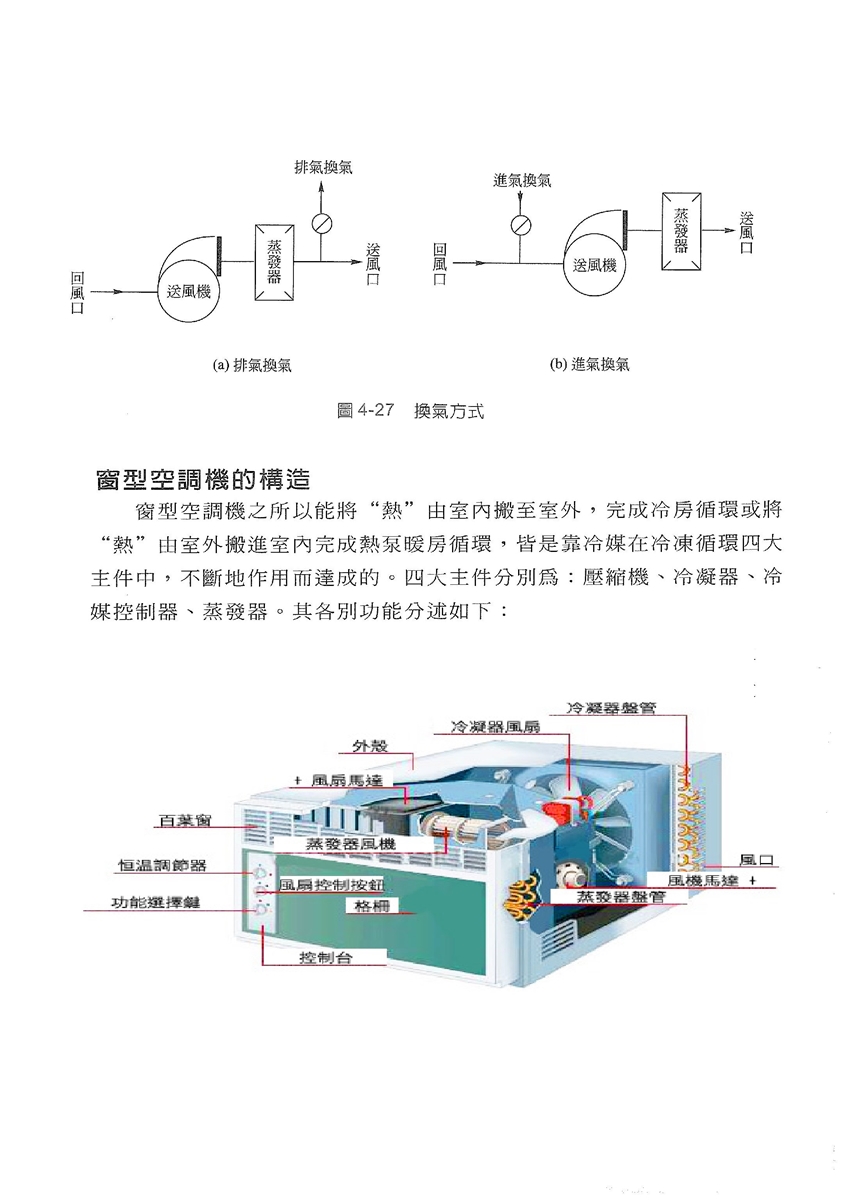 排氣換氣
回風口
送風機
蒸發器
送風口
(a) 排氣換氣
進氣換氣
回風口
送風機
蒸發器
送風口
(b) 進氣換氣
圖 4-27　換氣方式
窗型空調機的構造
窗型空調機之所以能將“熱”由室內搬至室外，完成冷房循環或將
“熱”由室外搬進室內完成熱泵暖房循環，皆是靠冷媒在冷凍循環四大
主件中，不斷地作用而達成的。四大主件分別為：壓縮機、冷凝器、冷
媒控制器、蒸發器。其各別功能分述如下：
冷凝器盤管
冷凝器風扇
外殼
+ 風扇馬達
百葉窗
蒸發器風機
恒溫調節器
風口
風扇控制按鈕
風機馬達 +
功能選擇鍵
格柵
蒸發器盤管
控制台